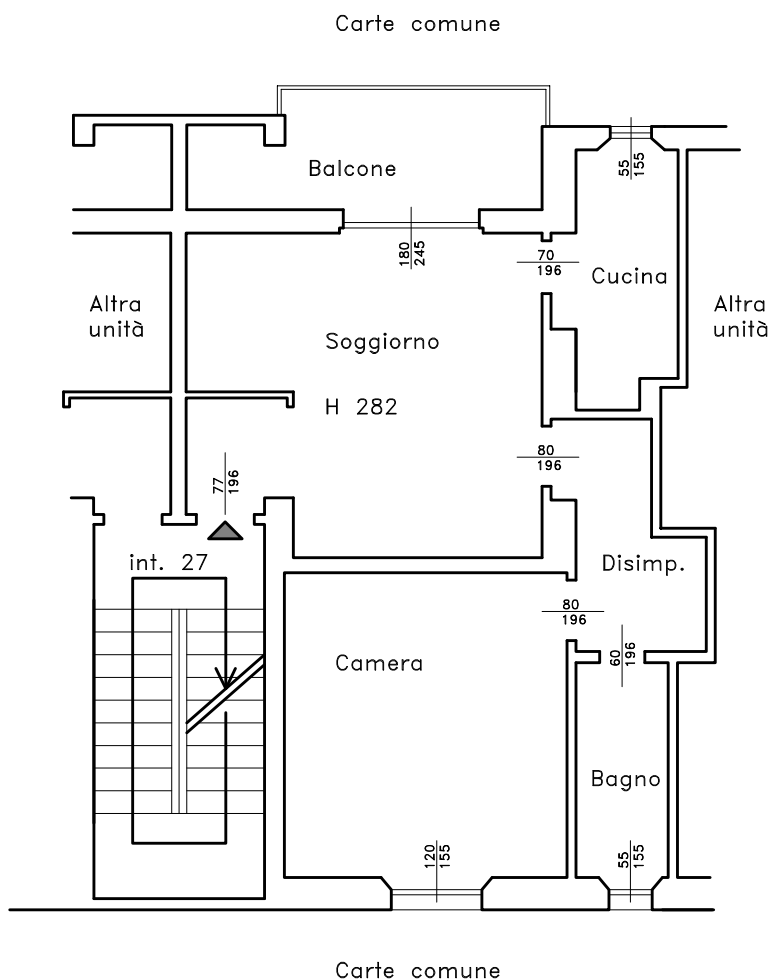 Carte comune
Balcone
55
155
180
245
70
196
Cucina
Altra
unità
Altra
unità
Soggiorno
H 282
80
196
77
196
int. 27
Disimp.
80
196
60
196
Camera
Bagno
120
155
55
155
Carte comune